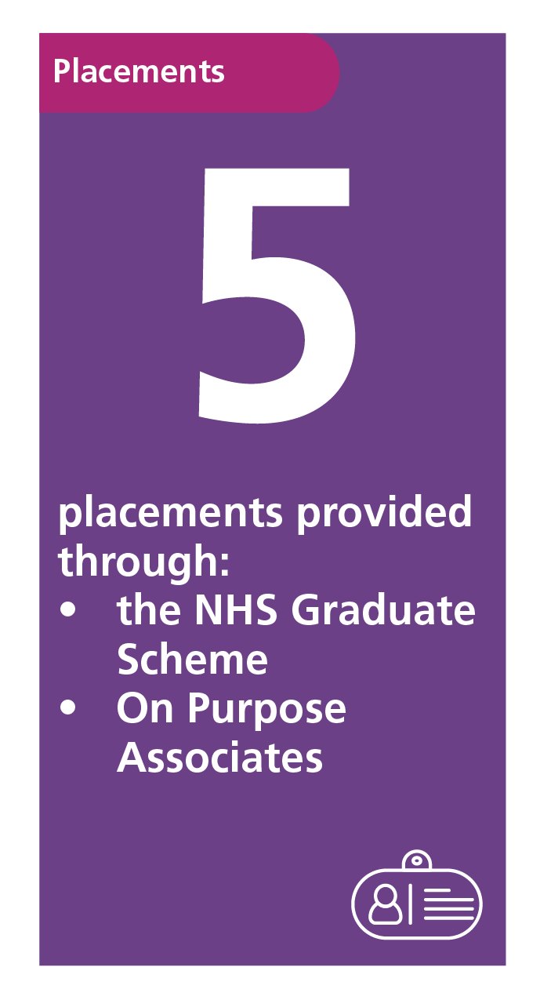 Placements
5
placements provided
through:
• the NHS Graduate
Scheme
• On Purpose
Associates